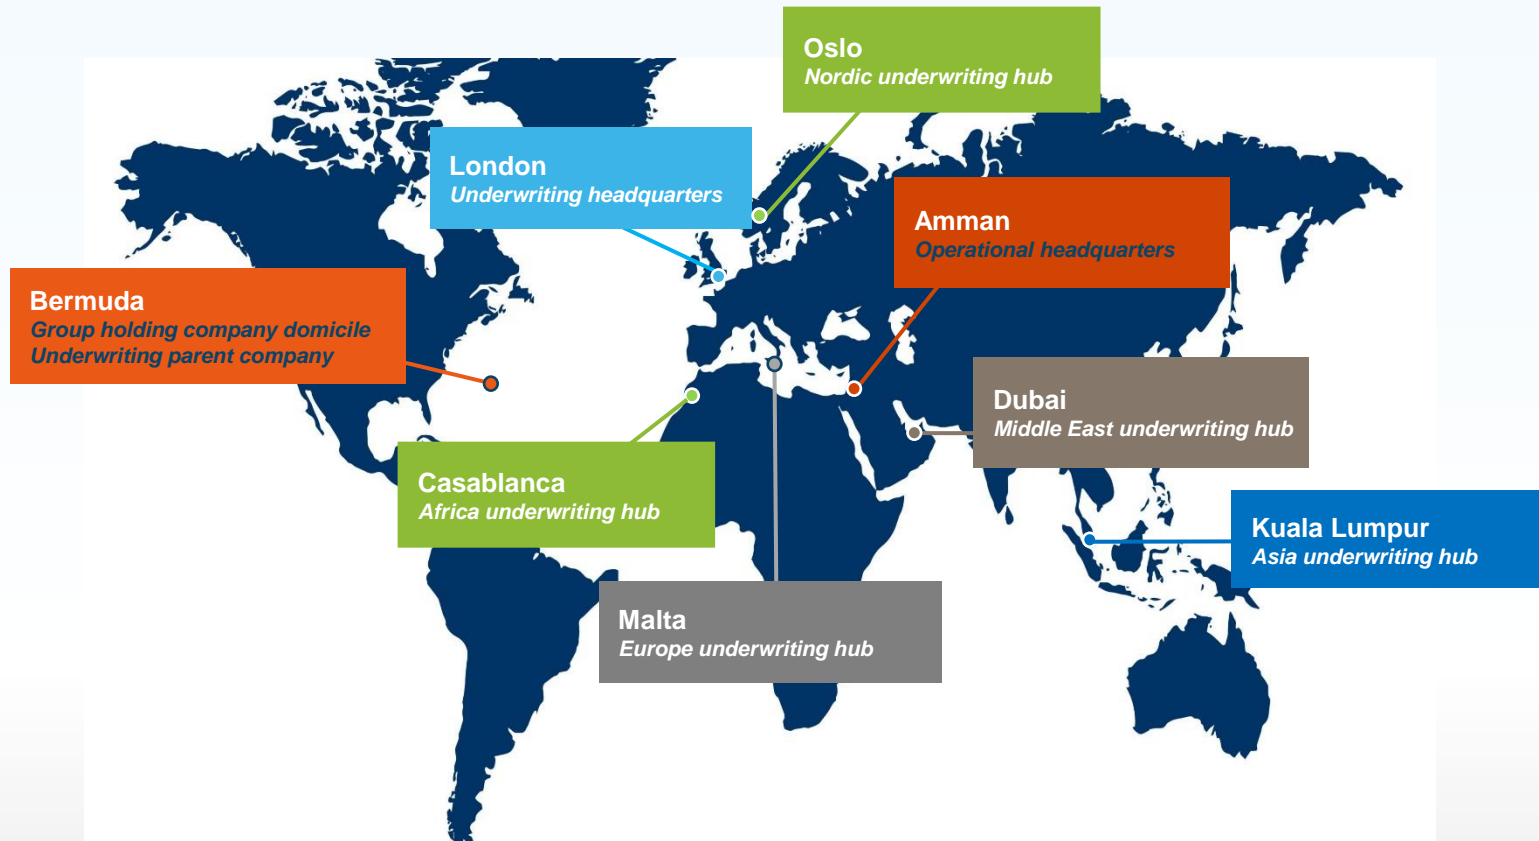 Oslo
Nordic underwriting hub
London
Underwriting headquarters
Amman
Operational headquarters
Bermuda
Group holding company domicile
Underwriting parent company
Dubai
Middle East underwriting hub
Casablanca
Africa underwriting hub
Kuala Lumpur
Asia underwriting hub
Malta
Europe underwriting hub